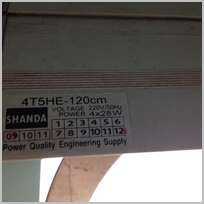 4T5HE-120cm
SHANDA VOLTAGE 220V/50Hz
POWER 4x28W
1 2 3 4 5 6
09 10 11 7 8 9 10 11 12
Power Quality Engineering Supply